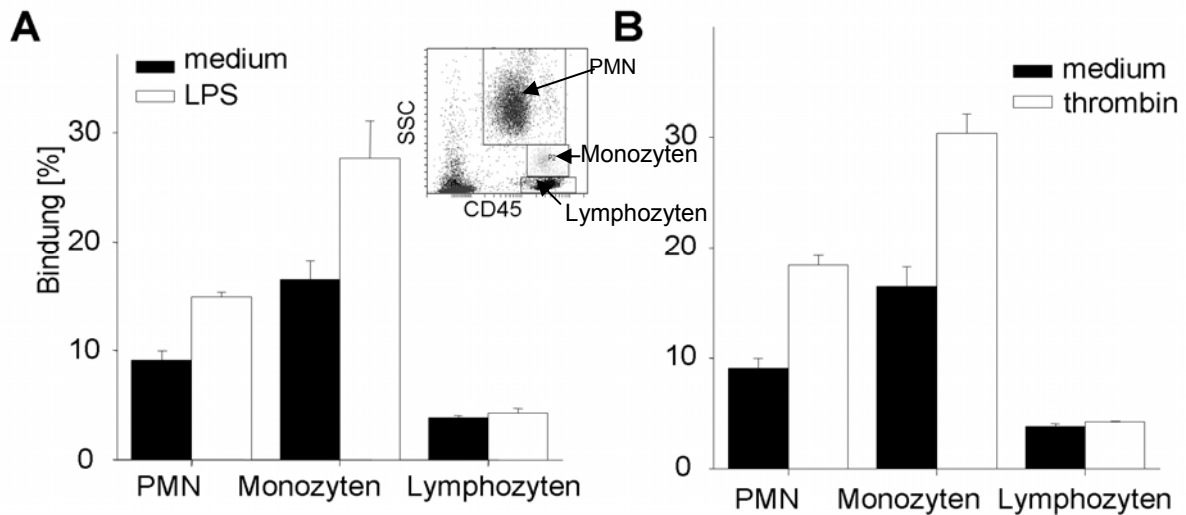 A
medium
LPS
Bindung [%]
30
20
10
0
PMN
Monozyten
Lymphozyten
SSC
CD45
PMN
Monozyten
Lymphozyten
B
medium
thrombin
30
20
10
0
PMN
Monozyten
Lymphozyten